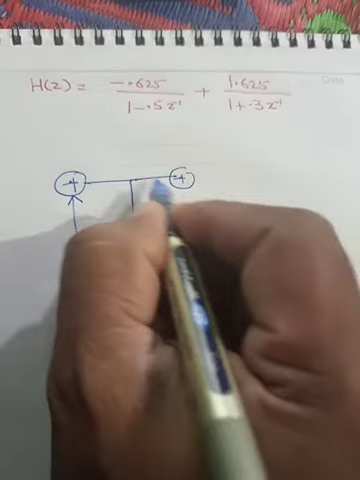 H(z) = -.625 / 1-.5z⁻¹ + 1.625 / 1+.3z⁻¹
+ +